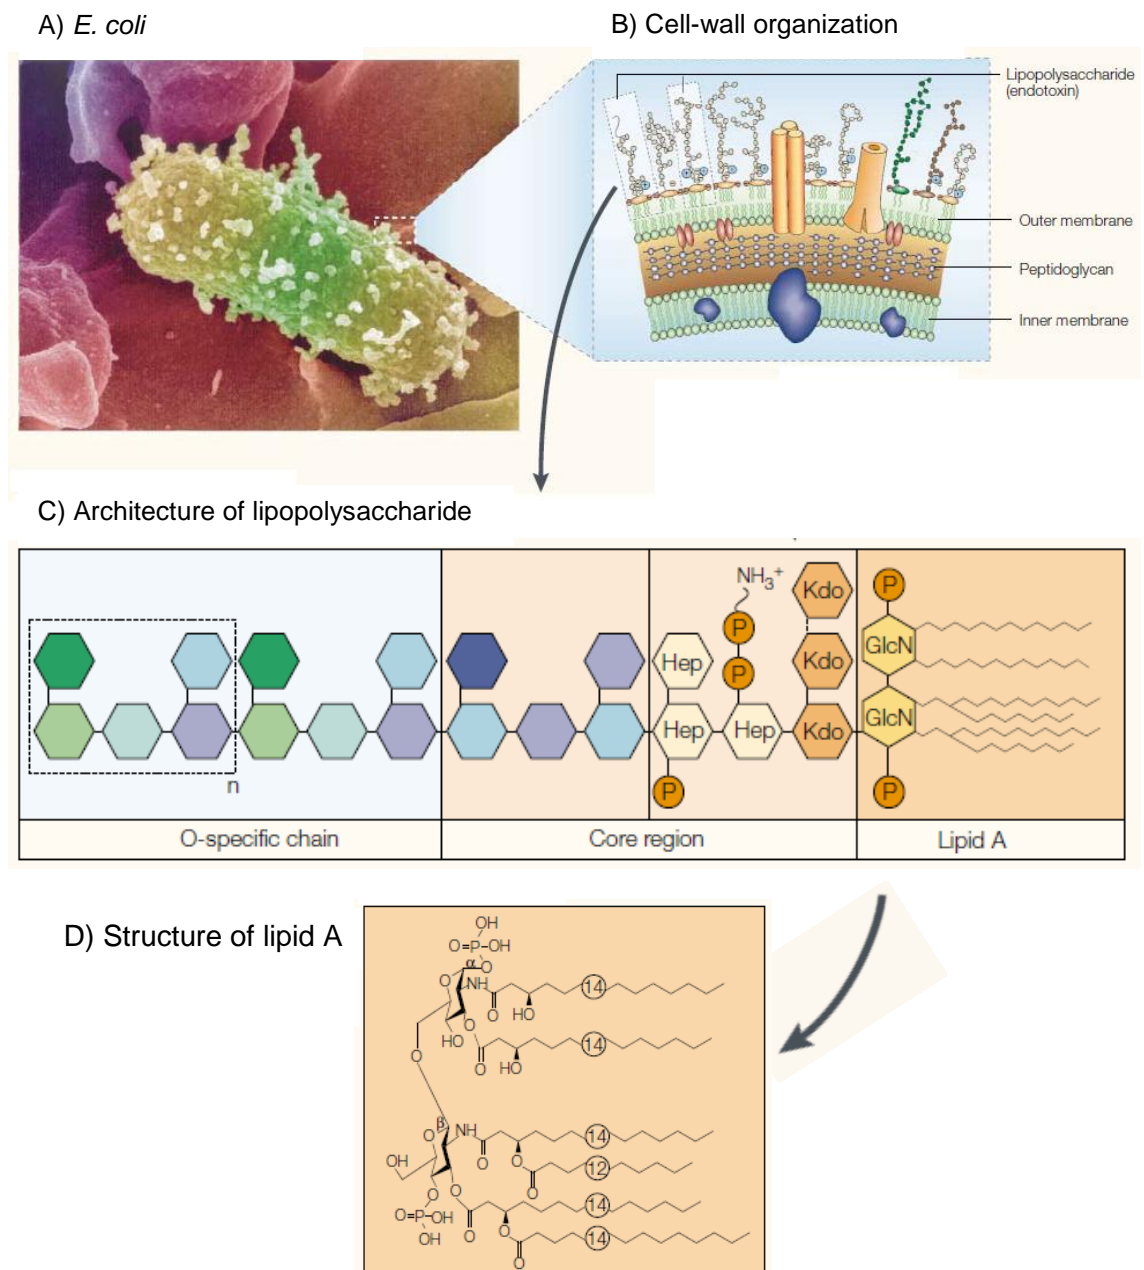 A) E. coli
B) Cell-wall organization
Lipopolysaccharide
(endotoxin)
Outer membrane
Peptidoglycan
Inner membrane
C) Architecture of lipopolysaccharide
NH3+
Kdo
P
P
Hep
P
Kdo
GlcN
Hep
Hep
Kdo
GlcN
P
P
n
O-specific chain
Core region
Lipid A
D) Structure of lipid A
OH
O=P-OH
α
O
O
NH
14
O
HO
O
HO
14
O
O
HO
O
β
O
NH
14
OH
O
O
12
O
O
O
14
O=P-OH
OH
O
O
14
O